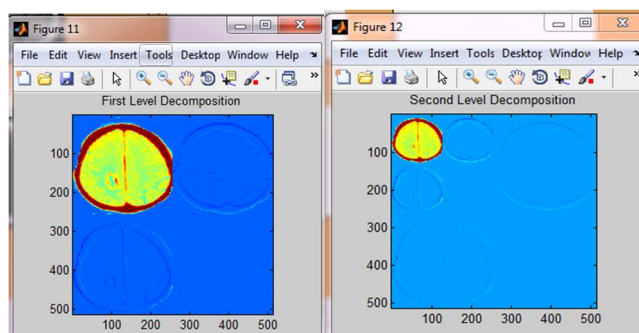 Figure 11
File Edit View Insert Tools Desktop Window Help
First Level Decomposition
100
200
300
400
500
100 200 300 400 500
Figure 12
File Edit View Insert Tools Desktop Window Help
Second Level Decomposition
100
200
300
400
500
100 200 300 400 500